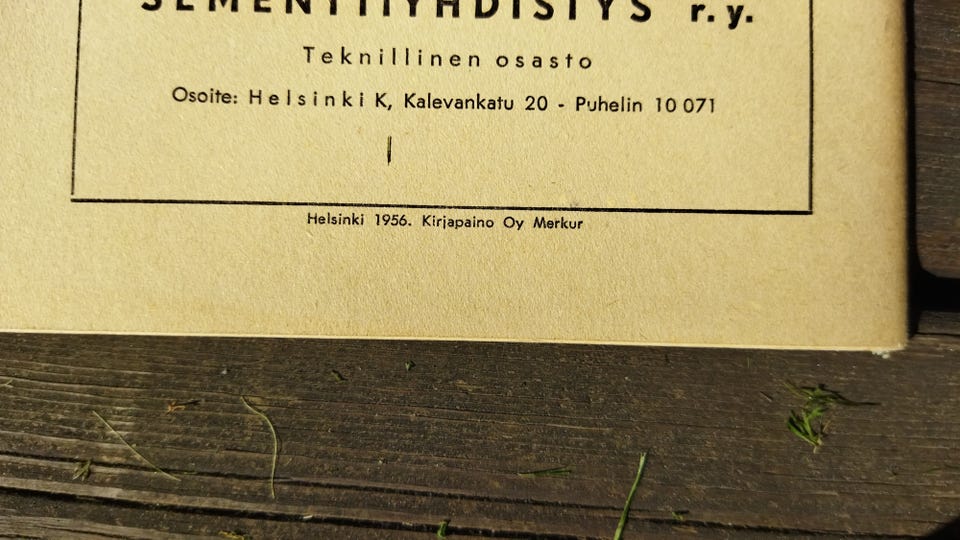 SEMENTTIYHDISTYS r.y.
Teknillinen osasto
Osoite: Helsinki K, Kalevankatu 20 - Puhelin 10 071
Helsinki 1956. Kirjapaino Oy Merkur